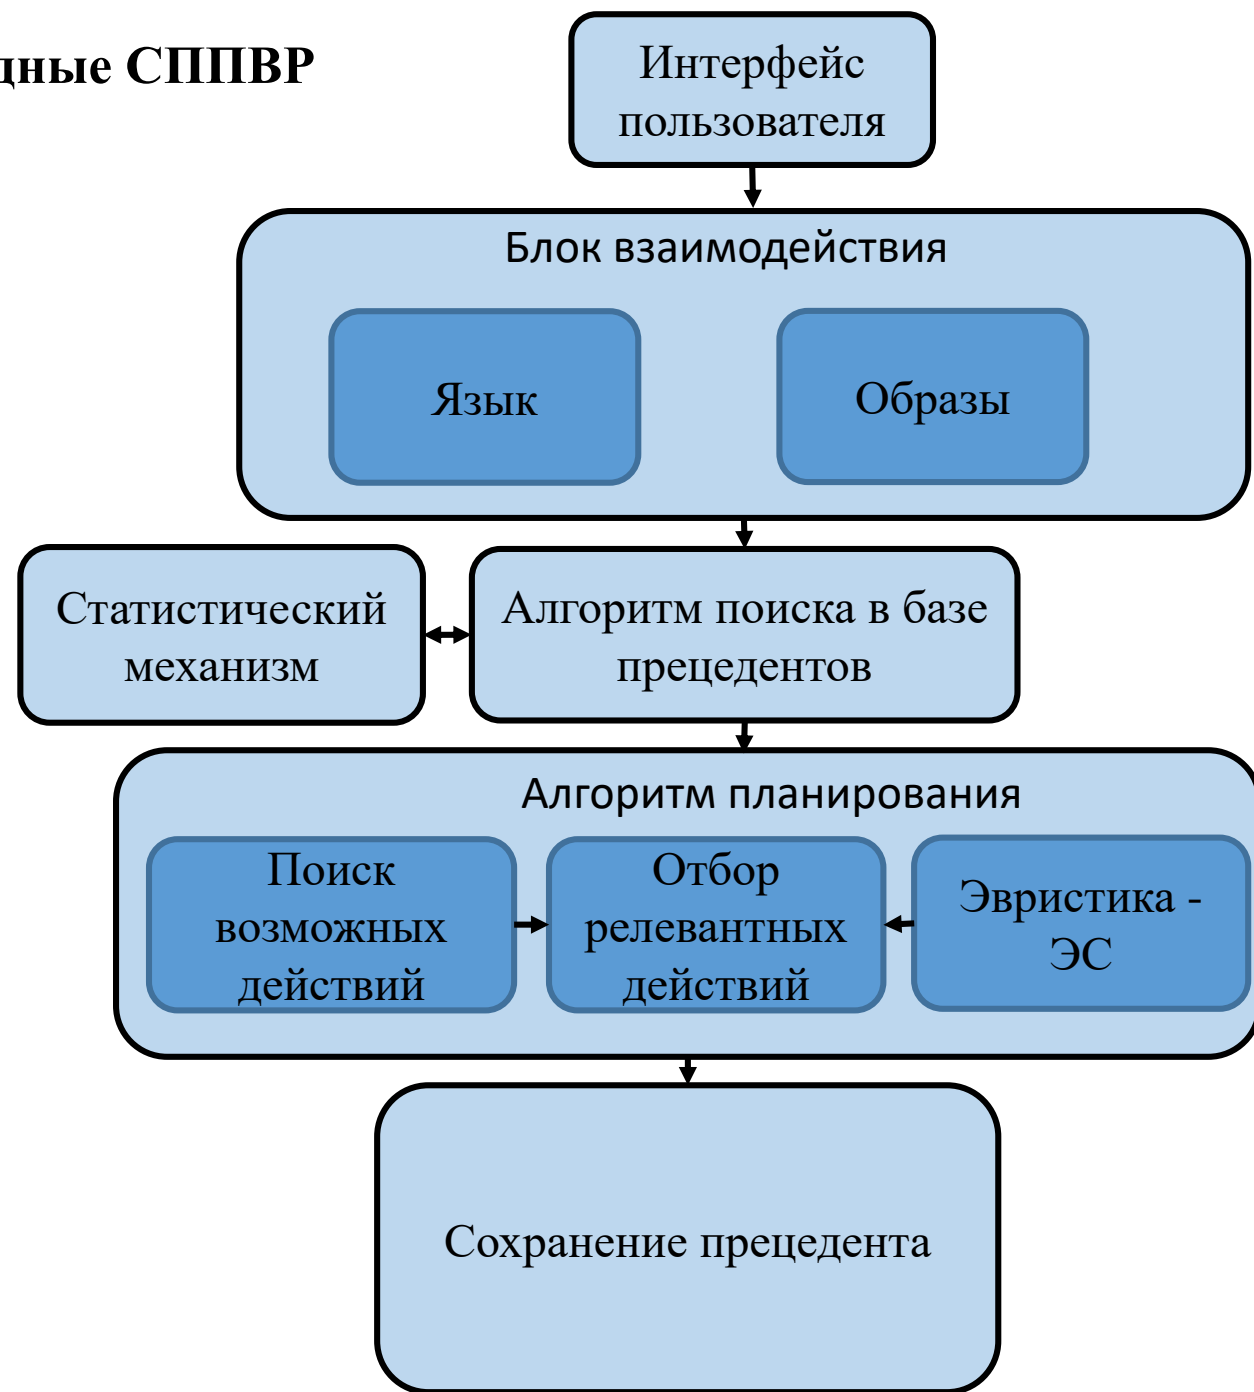 дные СППВР
Интерфейс
пользователя
Блок взаимодействия
Язык
Образы
Статистический
механизм
Алгоритм поиска в базе
прецедентов
Алгоритм планирования
Поиск
возможных
действий
Отбор
релевантных
действий
Эвристика -
ЭС
Сохранение прецедента